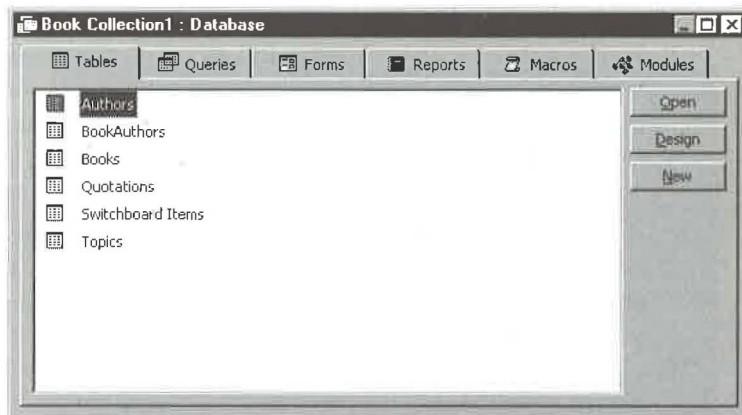 Book Collection1 : Database
Tables Queries Forms Reports Macros Modules
Authors
BookAuthors
Books
Quotations
Switchboard Items
Topics
Open
Design
New